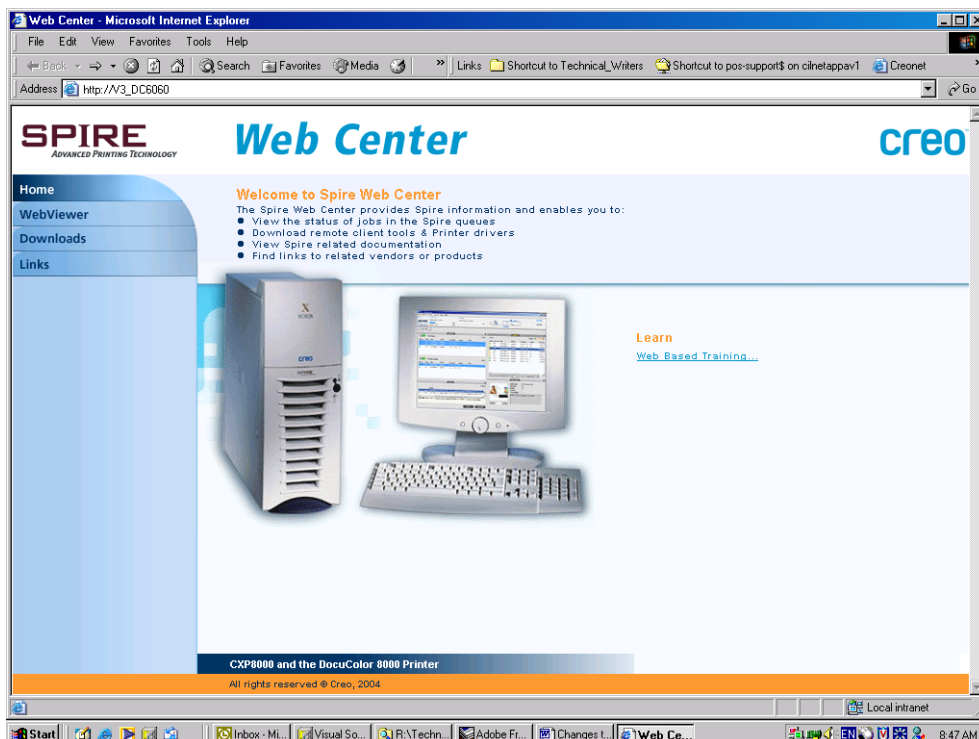 Web Center - Microsoft Internet Explorer
File Edit View Favorites Tools Help
Back Search Favorites Media Links Shortcut to Technical_Writers Shortcut to pos-support$ on cilnetappav1 Creonet
Address http://V3_DC6060 Go
SPIRE
ADVANCED PRINTING TECHNOLOGY
Web Center
creo
Home
WebViewer
Downloads
Links
Welcome to Spire Web Center
The Spire Web Center provides Spire information and enables you to:
View the status of jobs in the Spire queues
Download remote client tools & Printer drivers
View Spire related documentation
Find links to related vendors or products
X
XEROX
creo
SPIRE
Learn
Web Based Training...
CXP8000 and the DocuColor 8000 Printer
All rights reserved © Creo, 2004
Local intranet
Start Inbox - Mi... Visual So... R:\Techn... Adobe Fr... Changes t... Web Ce... EN 8:47 AM